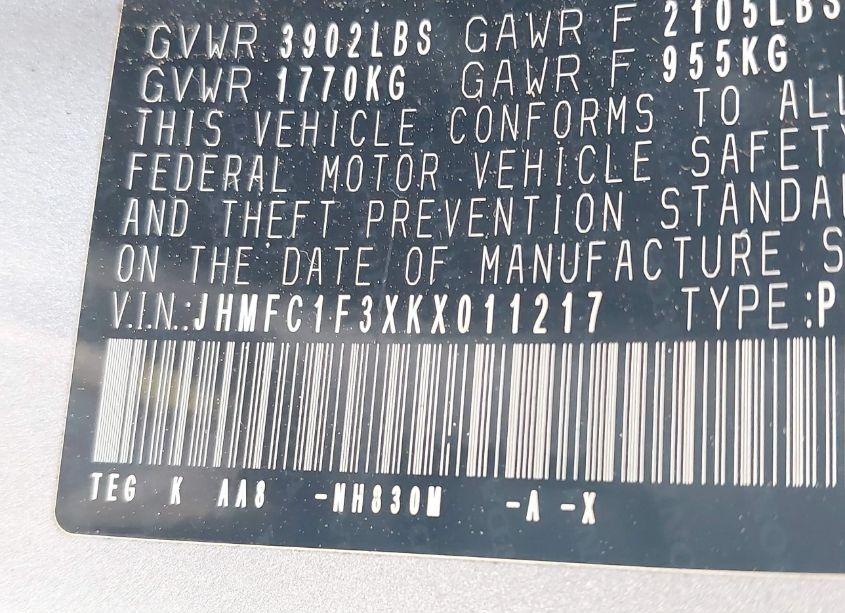 GVWR 3902LBS GAWR F 2105LBS
GVWR 1770KG GAWR F 955KG
THIS VEHICLE CONFORMS TO ALL
FEDERAL MOTOR VEHICLE SAFETY
AND THEFT PREVENTION STANDA
ON THE DATE OF MANUFACTURE S
V.I.N.:JHMFC1F3XKX011217 TYPE:P
TEG K AA8 -NH830M -A -X